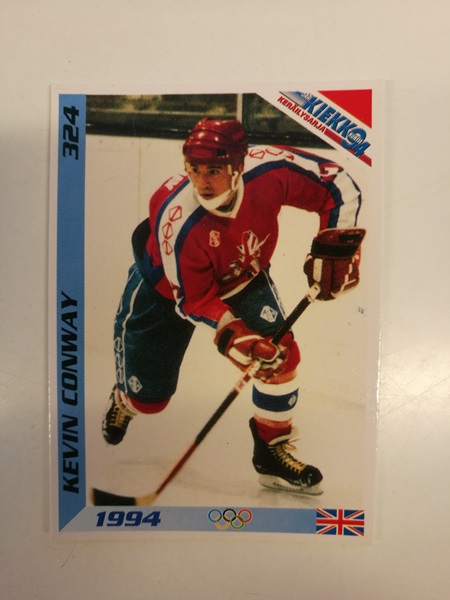 KIEKKO
94
KERÄILYSARJA
324
KEVIN CONWAY
1994